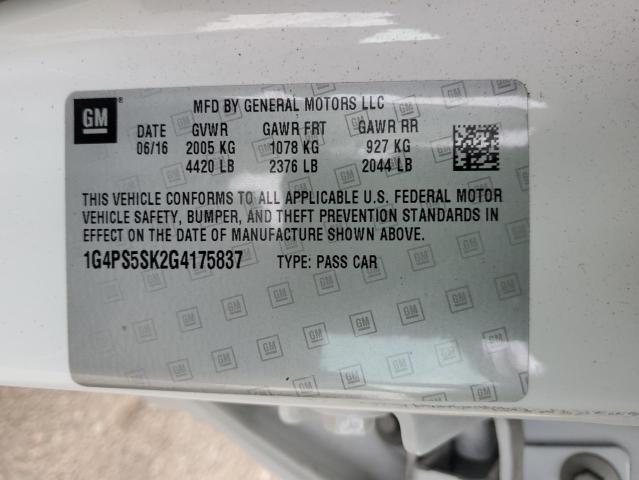 GM
MFD BY GENERAL MOTORS LLC
DATE GVWR GAWR FRT GAWR RR
06/16 2005 KG 1078 KG 927 KG
4420 LB 2376 LB 2044 LB
THIS VEHICLE CONFORMS TO ALL APPLICABLE U.S. FEDERAL MOTOR
VEHICLE SAFETY, BUMPER, AND THEFT PREVENTION STANDARDS IN
EFFECT ON THE DATE OF MANUFACTURE SHOWN ABOVE.
1G4PS5SK2G4175837 TYPE: PASS CAR